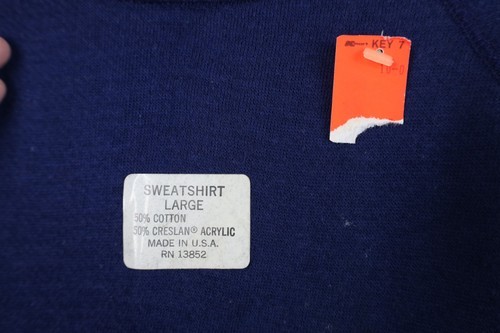 KEY 7
SWEATSHIRT
LARGE
50% COTTON
50% CRESLAN® ACRYLIC
MADE IN U.S.A.
RN 13852